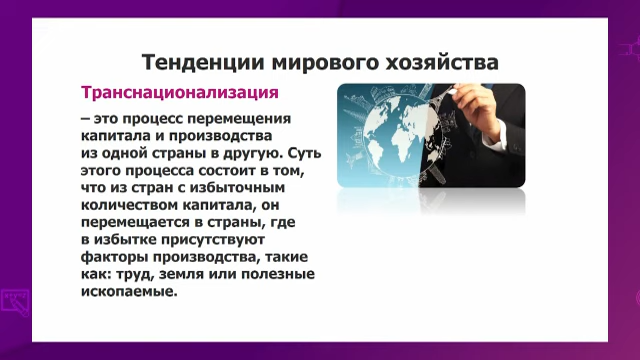 Тенденции мирового хозяйства
Транснационализация
– это процесс перемещения
капитала и производства
из одной страны в другую. Суть
этого процесса состоит в том,
что из стран с избыточным
количеством капитала, он
перемещается в страны, где
в избытке присутствуют
факторы производства, такие
как: труд, земля или полезные
ископаемые.